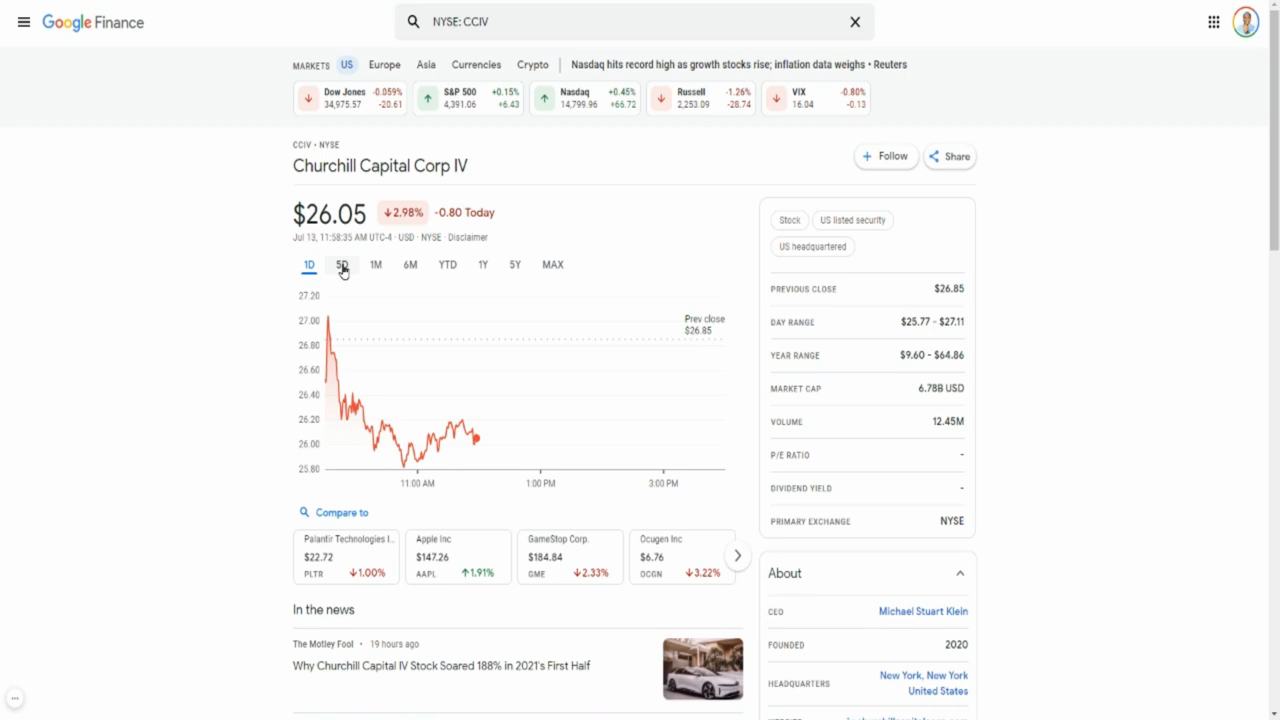 Google Finance
NYSE: CCIV
MARKETS US Europe Asia Currencies Crypto Nasdaq hits record high as growth stocks rise; inflation data weighs • Reuters
Dow Jones -0.059%
34,975.57 -20.61
S&P 500 +0.15%
4,391.06 +6.43
Nasdaq +0.45%
14,799.96 +66.72
Russell -1.26%
2,253.09 -28.74
VIX -0.80%
16.04 -0.13
CCIV • NYSE
Churchill Capital Corp IV
Follow
Share
$26.05 2.98% -0.80 Today
Jul 13, 11:58:35 AM UTC-4 · USD · NYSE · Disclaimer
1D 5D 1M 6M YTD 1Y 5Y MAX
27.20
27.00
26.80
26.60
26.40
26.20
26.00
25.80
Prev close
$26.85
11:00 AM 1:00 PM 3:00 PM
Compare to
Palantir Technologies I..
$22.72
PLTR 1.00%
Apple Inc
$147.26
AAPL 1.91%
GameStop Corp.
$184.84
GME 2.33%
Ocugen Inc
$6.76
OCGN 3.22%
In the news
The Motley Fool • 19 hours ago
Why Churchill Capital IV Stock Soared 188% in 2021's First Half
Stock US listed security
US headquartered
PREVIOUS CLOSE $26.85
DAY RANGE $25.77 - $27.11
YEAR RANGE $9.60 - $64.86
MARKET CAP 6.78B USD
VOLUME 12.45M
P/E RATIO -
DIVIDEND YIELD -
PRIMARY EXCHANGE NYSE
About
CEO Michael Stuart Klein
FOUNDED 2020
HEADQUARTERS New York, New York
United States